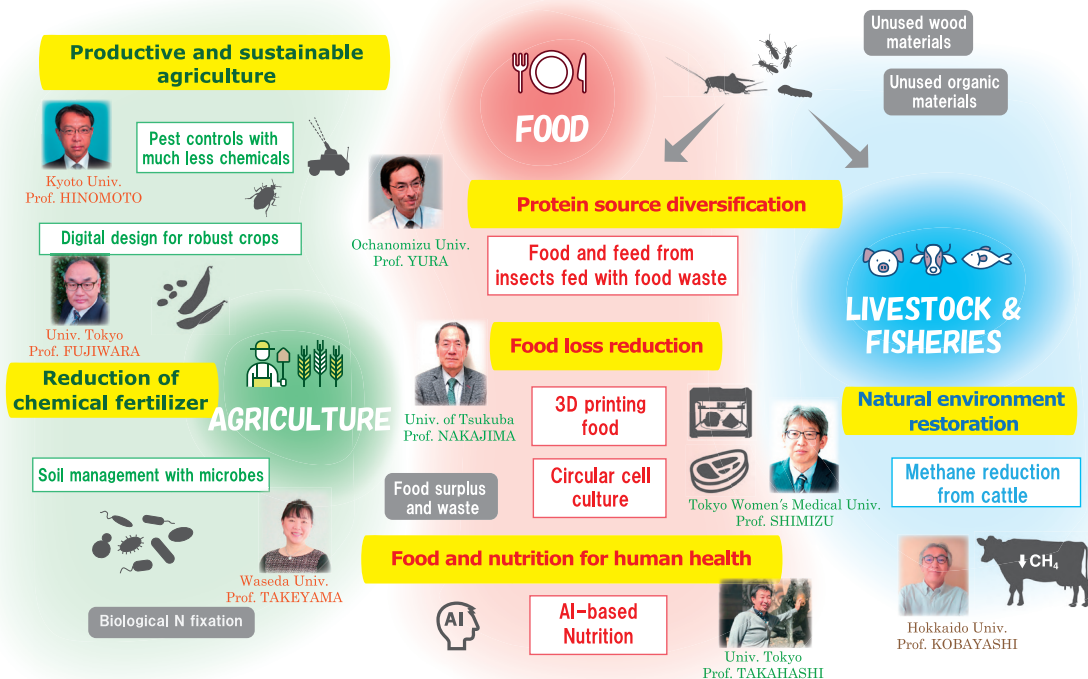 Productive and sustainable
agriculture
Kyoto Univ.
Prof. HINOMOTO
Pest controls with
much less chemicals
Digital design for robust crops
Univ. Tokyo
Prof. FUJIWARA
Reduction of
chemical fertilizer
AGRICULTURE
Soil management with microbes
Waseda Univ.
Prof. TAKEYAMA
Biological N fixation
FOOD
Unused wood
materials
Unused organic
materials
Ochanomizu Univ.
Prof. YURA
Protein source diversification
Food and feed from
insects fed with food waste
Food loss reduction
Univ. of Tsukuba
Prof. NAKAJIMA
3D printing
food
Circular cell
culture
Food surplus
and waste
Tokyo Women's Medical Univ.
Prof. SHIMIZU
Food and nutrition for human health
AI
AI-based
Nutrition
Univ. Tokyo
Prof. TAKAHASHI
LIVESTOCK &
FISHERIES
Natural environment
restoration
Methane reduction
from cattle
CH₄
Hokkaido Univ.
Prof. KOBAYASHI